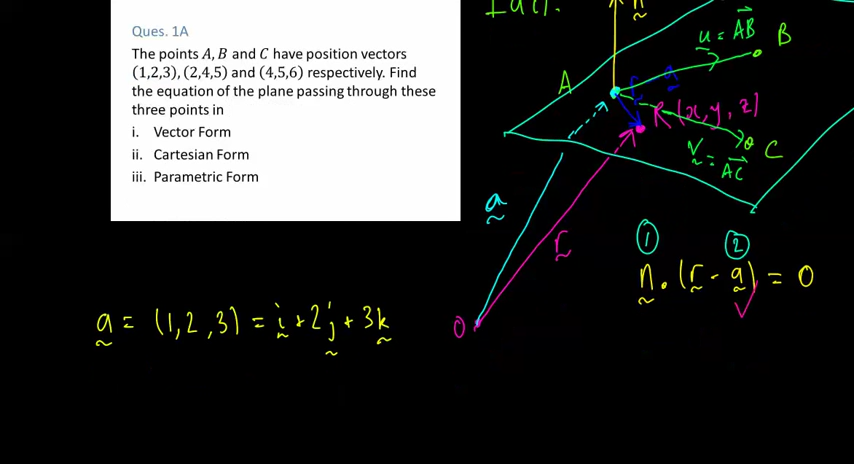 Ques. 1A
The points A, B and C have position vectors
(1,2,3), (2,4,5) and (4,5,6) respectively. Find
the equation of the plane passing through these
three points in
i. Vector Form
ii. Cartesian Form
iii. Parametric Form
n
u = AB
B
A
R(x, y, z)
v = AC
C
a
r
① ②
n . (r - a) = 0
O
a = (1, 2, 3) = i + 2j + 3k